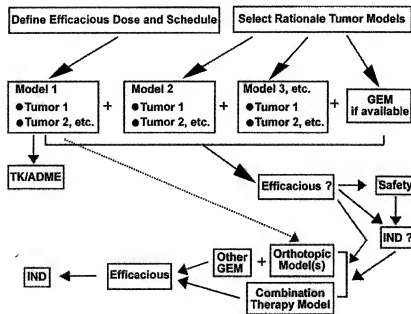 Define Efficacious Dose and Schedule
Select Rationale Tumor Models
Model 1
● Tumor 1
● Tumor 2, etc.
+
Model 2
● Tumor 1
● Tumor 2, etc.
+
Model 3, etc.
● Tumor 1
● Tumor 2, etc.
+
GEM
if available
TK/ADME
Efficacious ?
Safety
IND ?
IND
Efficacious
Other
GEM
+
Orthotopic
Model(s)
Combination
Therapy Model